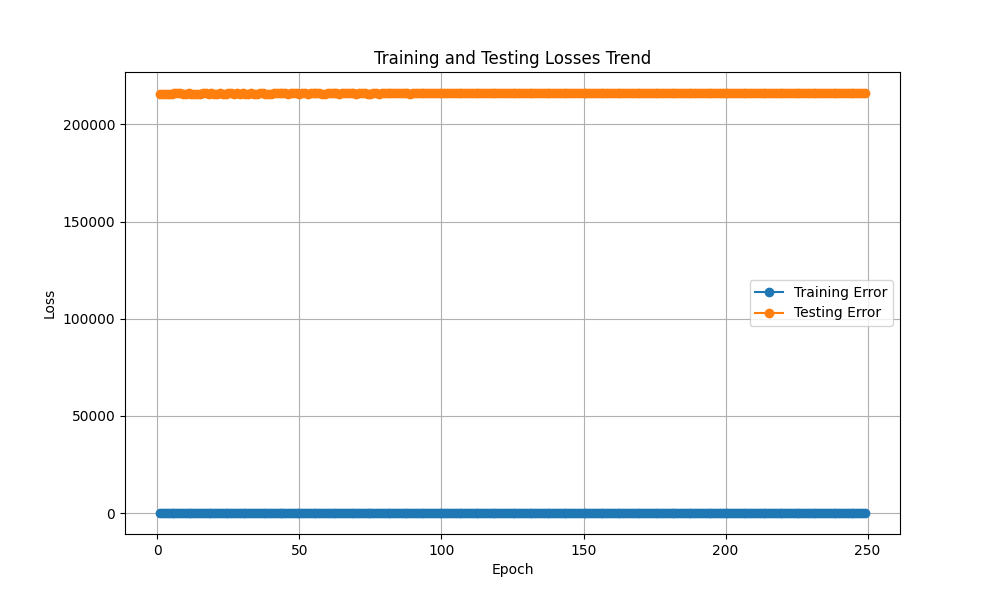 Training and Testing Losses Trend
Loss
200000
150000
100000
50000
0
Training Error
Testing Error
0 50 100 150 200 250
Epoch